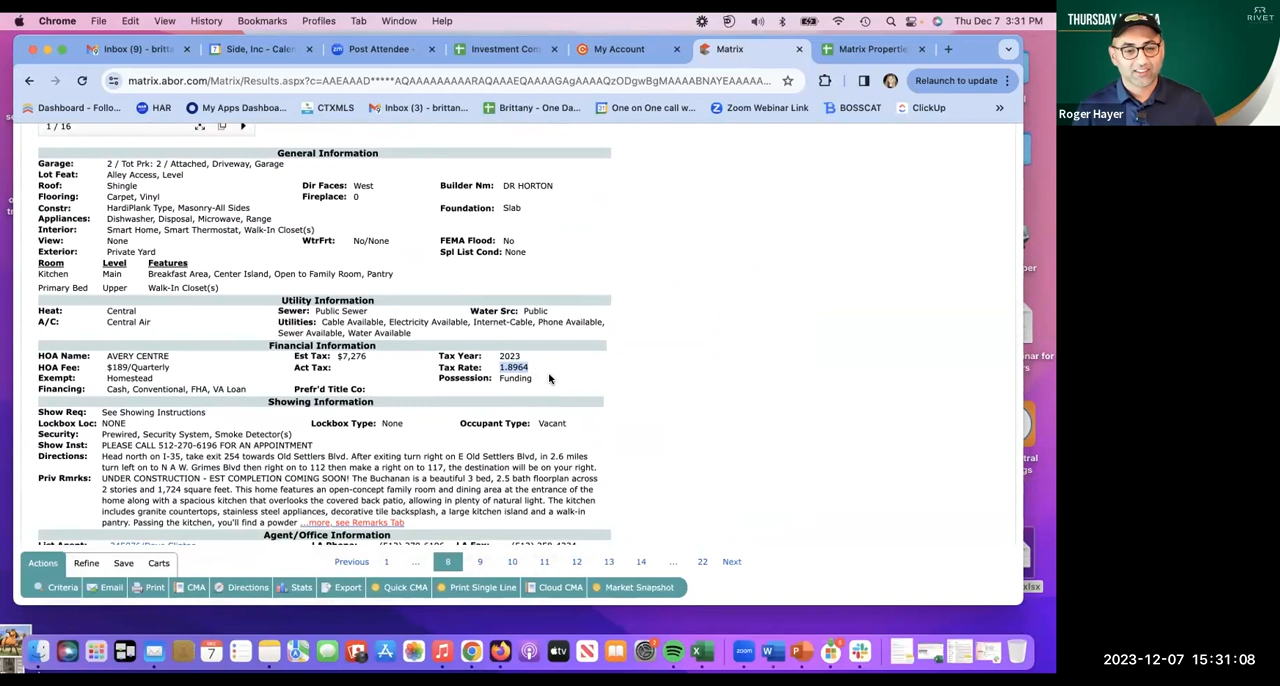 Chrome File Edit View History Bookmarks Profiles Tab Window Help Thu Dec 7 3:31 PM
Inbox (9) - britta Side, Inc - Calen Zm Post Attendee - Investment Com My Account Matrix Matrix Propertie
matrix.abor.com/Matrix/Results.aspx?c=AAEAAAD*****AQAAAAAAAAARAQAAAEQAAAAGAgAAAAQzODgwBgMAAAABNAYEAAAAA... Relaunch to update
Dashboard - Follo... HAR My Apps Dashboa... CTXMLS Inbox (3) - brittan... Brittany - One Da... One on One call w... Zoom Webinar Link BOSSCAT ClickUp »
1 / 16
General Information
Garage: 2 / Tot Prk: 2 / Attached, Driveway, Garage
Lot Feat: Alley Access, Level
Roof: Shingle Dir Faces: West Builder Nm: DR HORTON
Flooring: Carpet, Vinyl Fireplace: 0
Constr: HardiPlank Type, Masonry-All Sides Foundation: Slab
Appliances: Dishwasher, Disposal, Microwave, Range
Interior: Smart Home, Smart Thermostat, Walk-In Closet(s)
View: None WtrFrt: No/None FEMA Flood: No
Exterior: Private Yard Spl List Cond: None
Room Level Features
Kitchen Main Breakfast Area, Center Island, Open to Family Room, Pantry
Primary Bed Upper Walk-In Closet(s)
Utility Information
Heat: Central Sewer: Public Sewer Water Src: Public
A/C: Central Air Utilities: Cable Available, Electricity Available, Internet-Cable, Phone Available,
Sewer Available, Water Available
Financial Information
HOA Name: AVERY CENTRE Est Tax: $7,276 Tax Year: 2023
HOA Fee: $189/Quarterly Act Tax: Tax Rate: 1.8964
Exempt: Homestead Possession: Funding
Financing: Cash, Conventional, FHA, VA Loan Prefr'd Title Co:
Showing Information
Show Req: See Showing Instructions
Lockbox Loc: NONE Lockbox Type: None Occupant Type: Vacant
Security: Prewired, Security System, Smoke Detector(s)
Show Inst: PLEASE CALL 512-270-6196 FOR AN APPOINTMENT
Directions: Head north on I-35, take exit 254 towards Old Settlers Blvd. After exiting turn right on E Old Settlers Blvd, in 2.6 miles
turn left on to N A W. Grimes Blvd then right on to 112 then make a right on to 117, the destination will be on your right.
Priv Rmrks: UNDER CONSTRUCTION - EST COMPLETION COMING SOON! The Buchanan is a beautiful 3 bed, 2.5 bath floorplan across
2 stories and 1,724 square feet. This home features an open-concept family room and dining area at the entrance of the
home along with a spacious kitchen that overlooks the covered back patio, allowing in plenty of natural light. The kitchen
includes granite countertops, stainless steel appliances, decorative tile backsplash, a large kitchen island and a walk-in
pantry. Passing the kitchen, you'll find a powder ...more, see Remarks Tab
Agent/Office Information
Previous 1 ... 8 9 10 11 12 13 14 ... 22 Next
Actions Refine Save Carts
Criteria Email Print CMA Directions Stats Export Quick CMA Print Single Line Cloud CMA Market Snapshot
THURSDAY
RIVET
Roger Hayer
2023-12-07 15:31:08